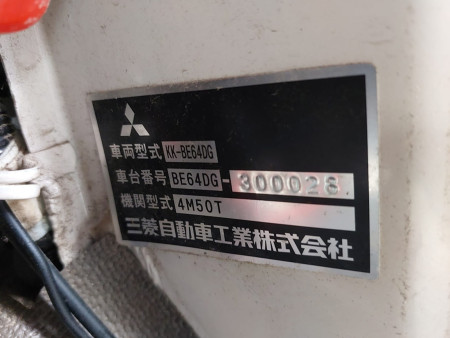 車両型式 KK-BE64DG
車台番号 BE64DG-300028
機関型式 4M50T
三菱自動車工業株式会社